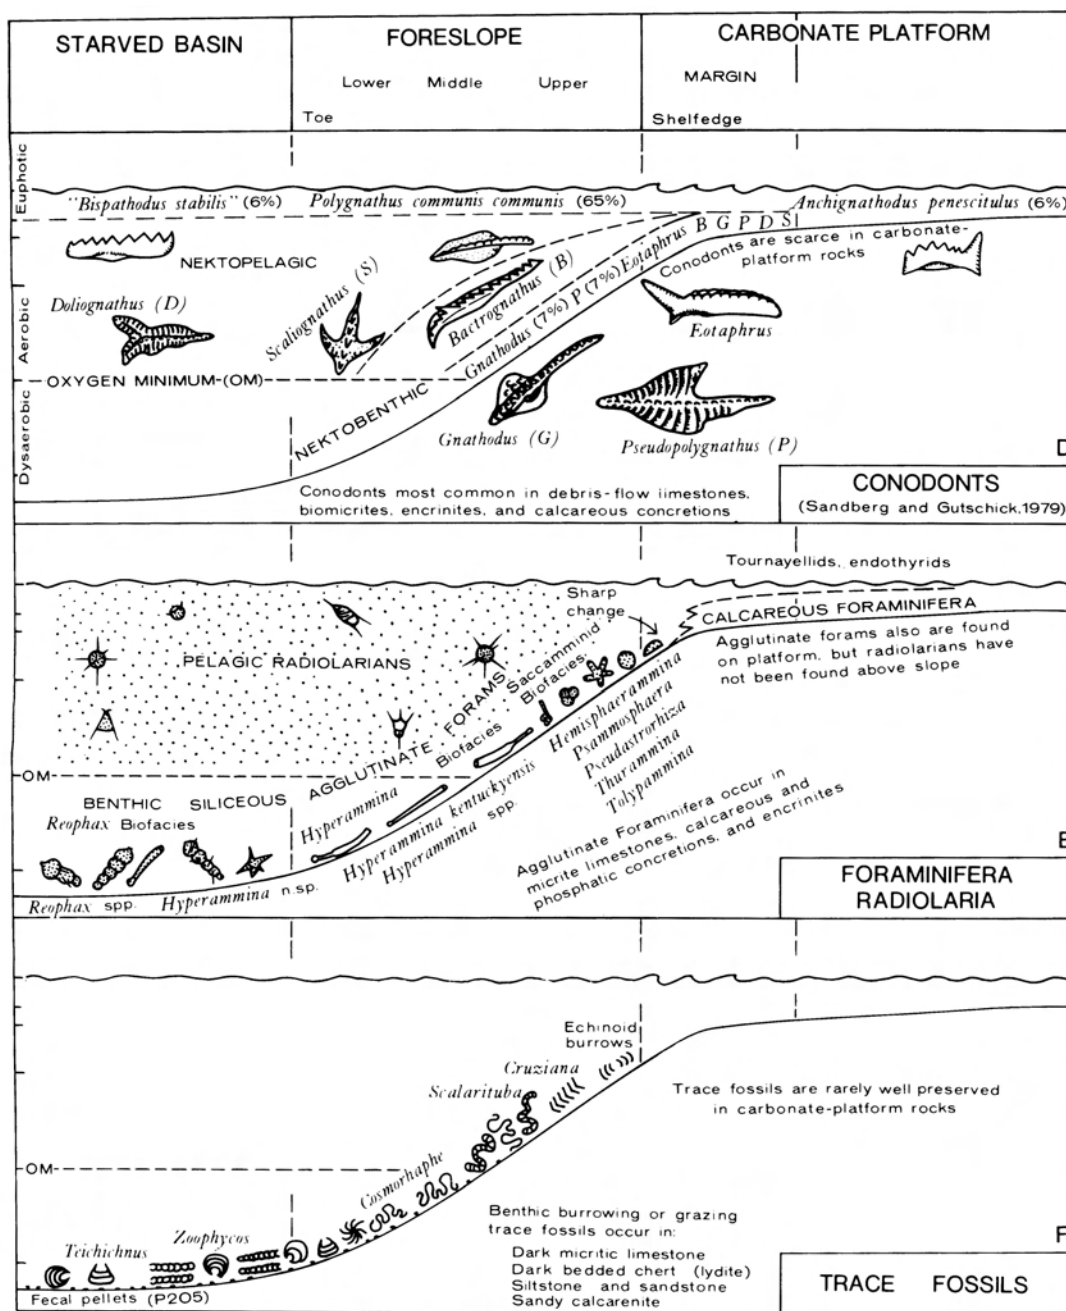 STARVED BASIN
FORESLOPE
CARBONATE PLATFORM
Lower Middle Upper
MARGIN
Toe
Shelfedge
Euphotic
Aerobic
Dysaerobic
"Bispathodus stabilis" (6%)
Polygnathus communis communis (65%)
Anchignathodus penescitulus (6%)
NEKTOPELAGIC
Doliognathus (D)
Scaliognathus (S)
Bactrognathus (B)
Gnathodus (7%) P (7%) Eotaphrus B G P D S
Conodonts are scarce in carbonate-
platform rocks
Eotaphrus
OXYGEN MINIMUM-(OM)
NEKTOBENTHIC
Gnathodus (G)
Pseudopolygnathus (P)
D
Conodonts most common in debris-flow limestones,
biomicrites, encrinites, and calcareous concretions
CONODONTS
(Sandberg and Gutschick,1979)
Tournayellids, endothyrids
Sharp
change
CALCAREOUS FORAMINIFERA
Agglutinate forams also are found
on platform, but radiolarians have
not been found above slope
PELAGIC RADIOLARIANS
AGGLUTINATE FORAMS
Saccamminid
Biofacies
Hyperammina Biofacies
OM
BENTHIC SILICEOUS
Reophax Biofacies
Reophax spp.
Hyperammina n.sp.
Hyperammina kentuckyensis
Hyperammina spp.
Hemisphaerammina
Psammosphaera
Pseudastrorhiza
Thurammina
Tolypammina
Agglutinate Foraminifera occur in
micrite limestones, calcareous and
phosphatic concretions, and encrinites
E
FORAMINIFERA
RADIOLARIA
Echinoid
burrows
Cruziana
Scalarituba
Trace fossils are rarely well preserved
in carbonate-platform rocks
OM
Cosmorhaphe
Zoophycos
Teichichnus
Fecal pellets (P2O5)
Benthic burrowing or grazing
trace fossils occur in:
Dark micritic limestone
Dark bedded chert (lydite)
Siltstone and sandstone
Sandy calcarenite
F
TRACE FOSSILS